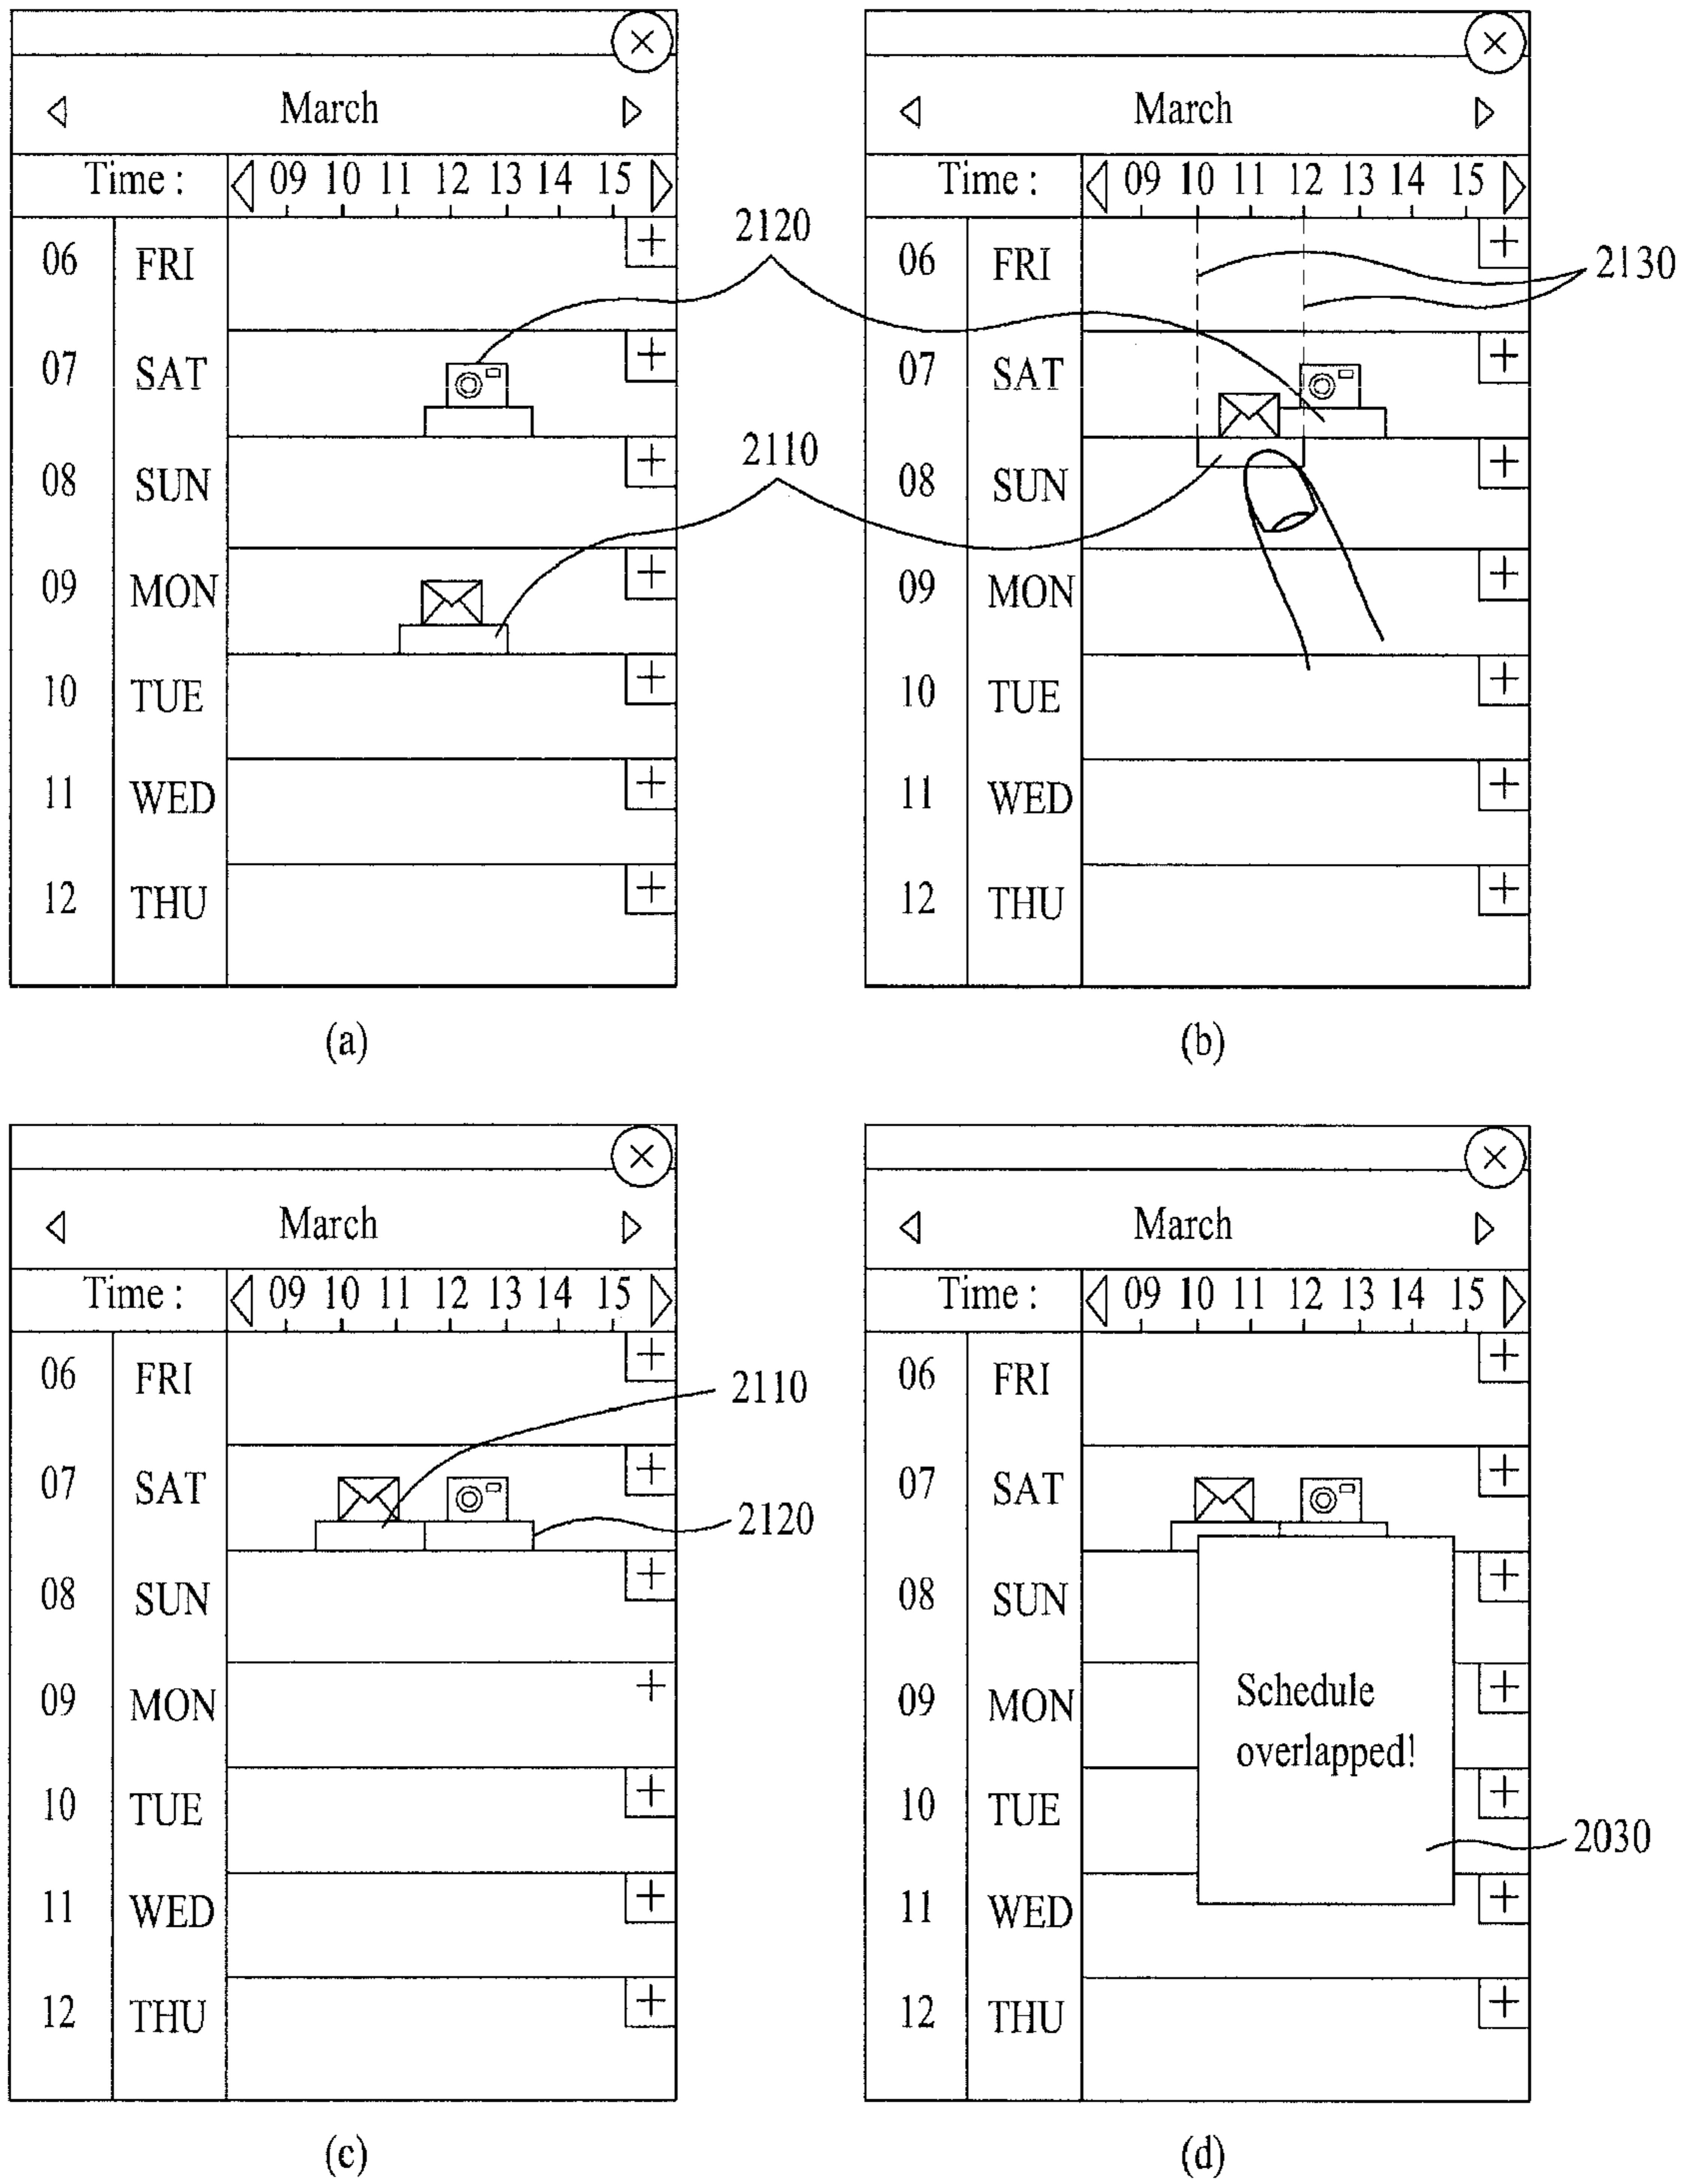 March
Time : 09 10 11 12 13 14 15
06 FRI
07 SAT
08 SUN
09 MON
10 TUE
11 WED
12 THU
(a)
2120
2110
March
Time : 09 10 11 12 13 14 15
06 FRI
07 SAT
08 SUN
09 MON
10 TUE
11 WED
12 THU
2130
(b)
March
Time : 09 10 11 12 13 14 15
06 FRI
07 SAT
08 SUN
09 MON
10 TUE
11 WED
12 THU
2110
2120
(c)
March
Time : 09 10 11 12 13 14 15
06 FRI
07 SAT
08 SUN
09 MON
10 TUE
11 WED
12 THU
Schedule
overlapped!
2030
(d)